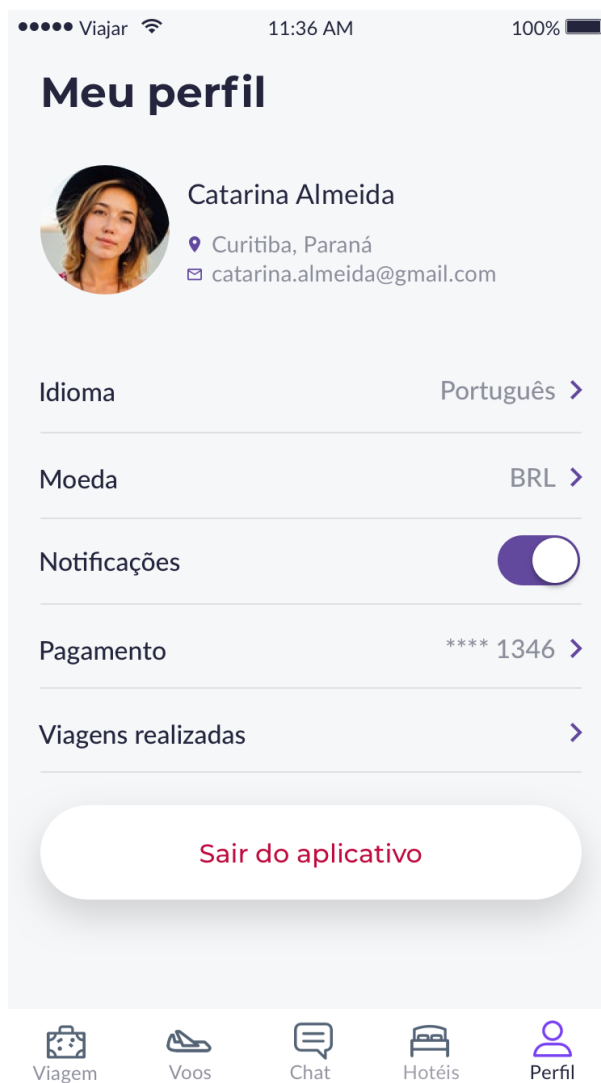 Viajar 11:36 AM 100%
Meu perfil
Catarina Almeida
Curitiba, Paraná
catarina.almeida@gmail.com
Idioma Português
Moeda BRL
Notificações
Pagamento **** 1346
Viagens realizadas
Sair do aplicativo
Viagem Voos Chat Hotéis Perfil